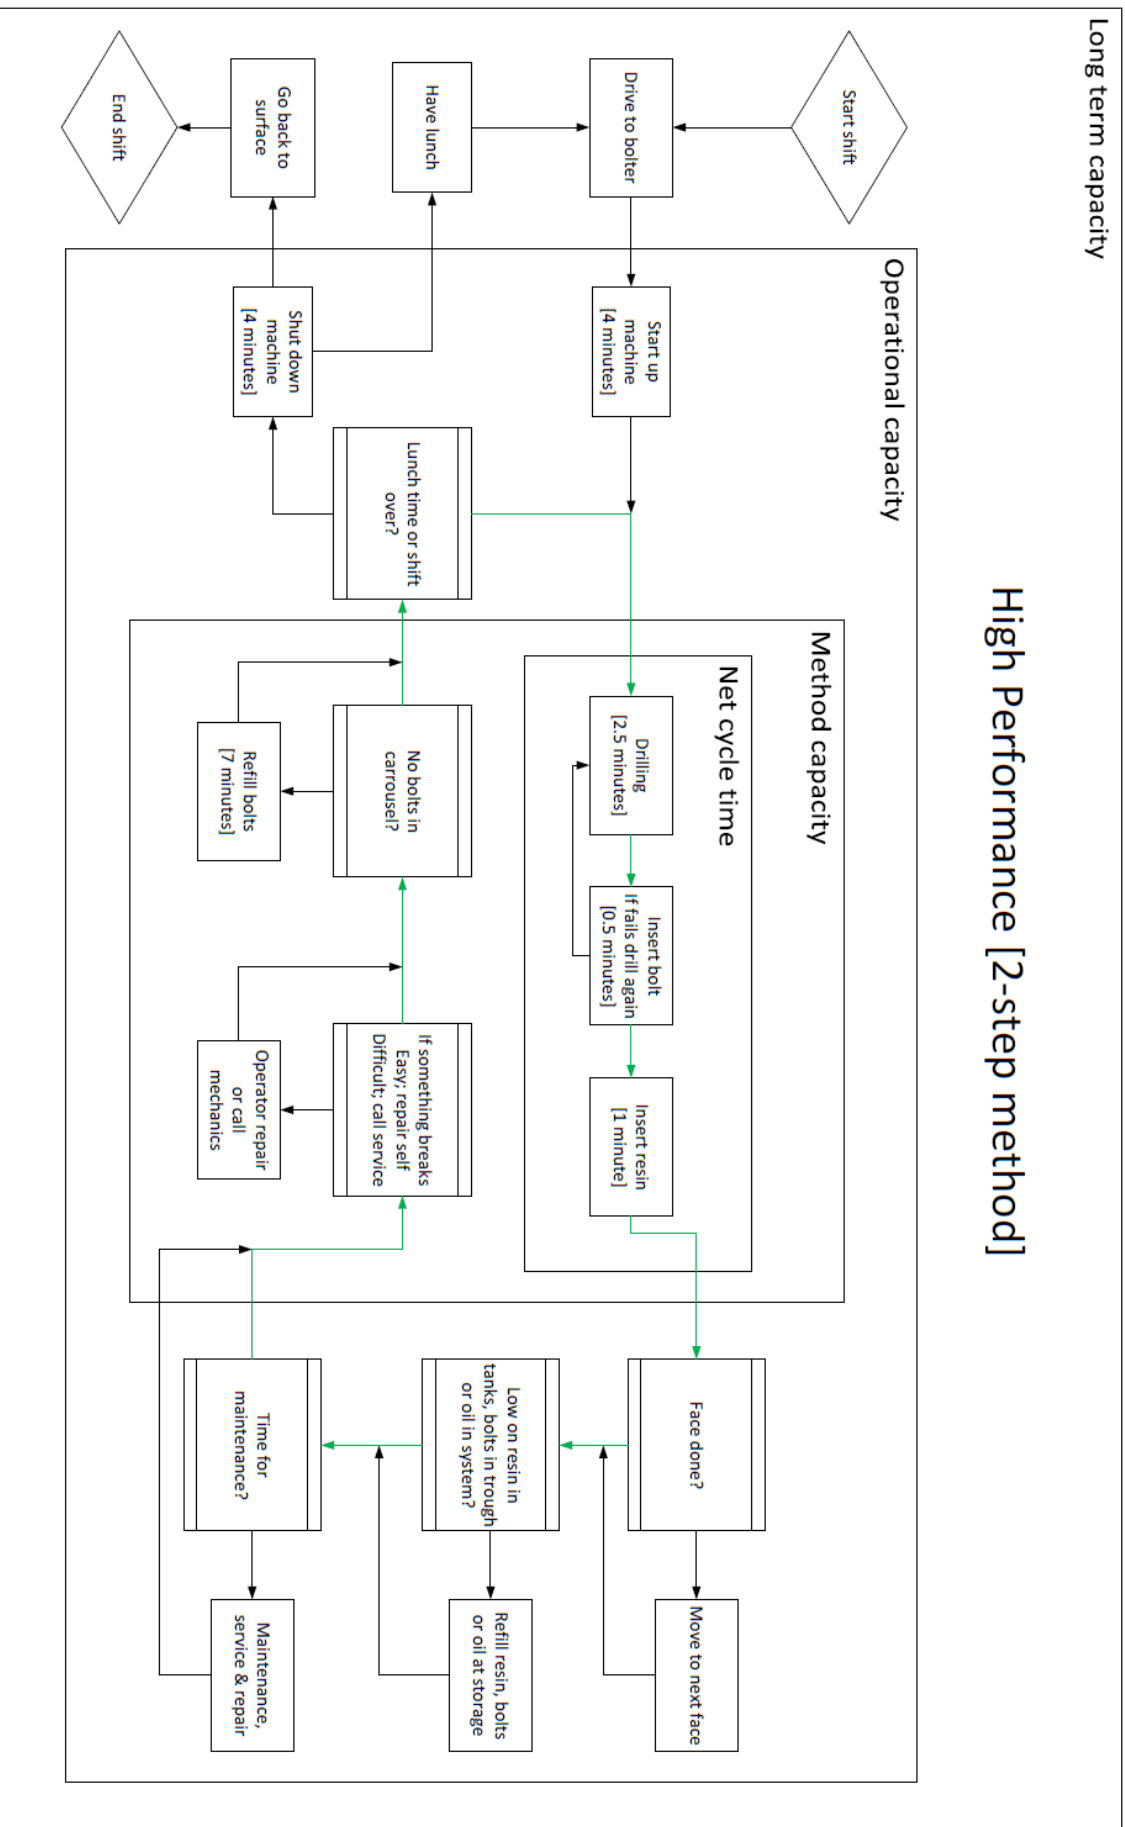 Long term capacity
High Performance [2-step method]
Operational capacity
Method capacity
Net cycle time
Start shift
Drive to bolter
Have lunch
Go back to
surface
End shift
Start up
machine
[4 minutes]
Shut down
machine
[4 minutes]
Lunch time or shift
over?
Drilling
[2.5 minutes]
Insert bolt
If fails drill again
[0.5 minutes]
Insert resin
[1 minute]
No bolts in
carrousel?
Refill bolts
[7 minutes]
If something breaks
Easy; repair self
Difficult; call service
Operator repair
or call
mechanics
Face done?
Move to next face
Low on resin in
tanks, bolts in trough
or oil in system?
Refill resin, bolts
or oil at storage
Time for
maintenance?
Maintenance,
service & repair